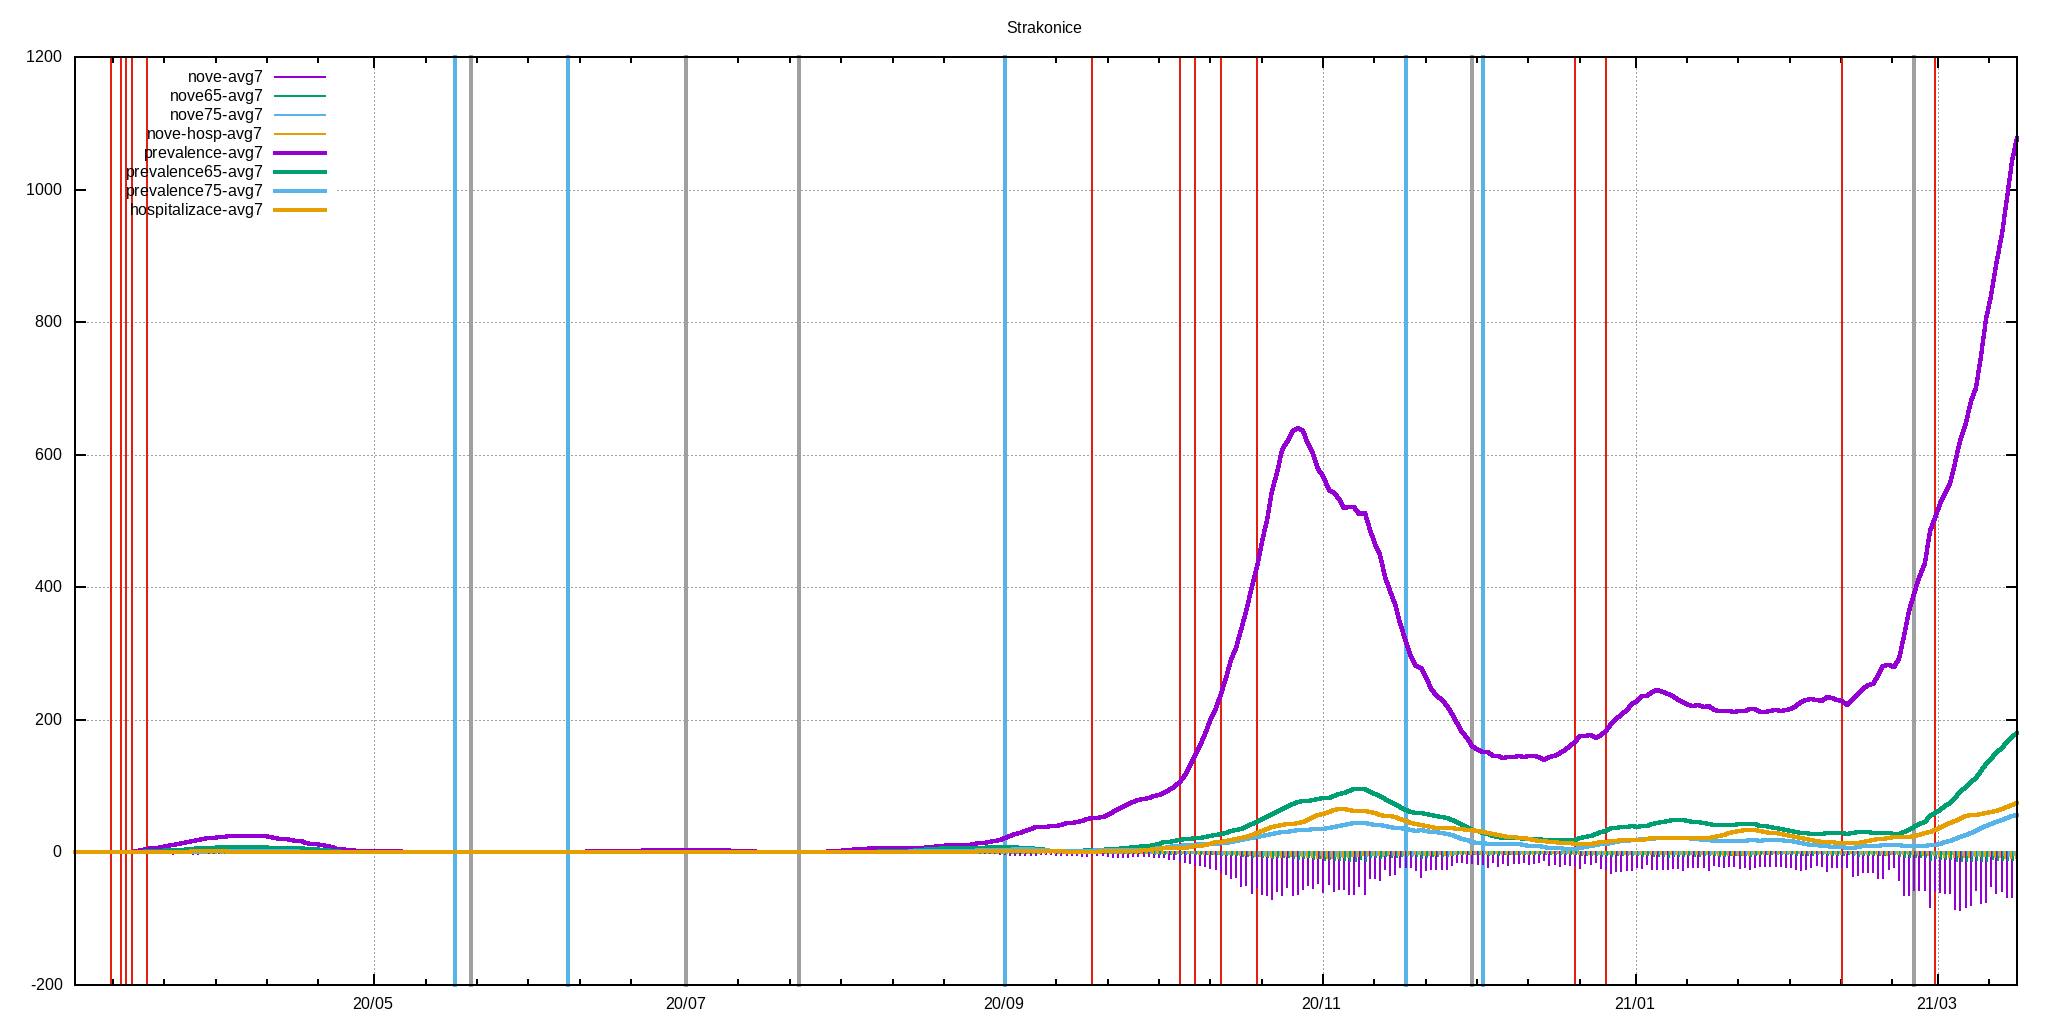 Strakonice
1200
1000
800
600
400
200
0
-200
nove-avg7
nove65-avg7
nove75-avg7
nove-hosp-avg7
prevalence-avg7
prevalence65-avg7
prevalence75-avg7
hospitalizace-avg7
20/05
20/07
20/09
20/11
21/01
21/03